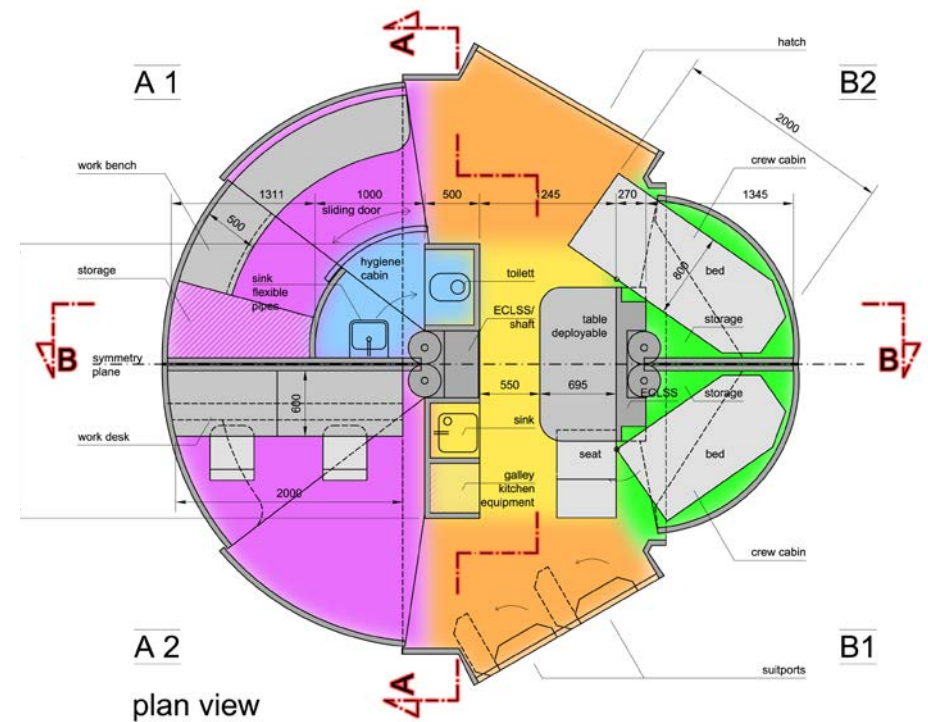 A
hatch
A 1
B2
2000
work bench
crew cabin
1311
1000
500
1245
270
1345
sliding door
500
hygiene
cabin
storage
sink
flexible
pipes
toilett
800
bed
ECLSS/
shaft
table
deployable
storage
B
B
symmetry
plane
550
695
ECLSS
storage
600
work desk
sink
seat
bed
galley
kitchen
equipment
2000
crew cabin
A 2
B1
A
suitports
plan view